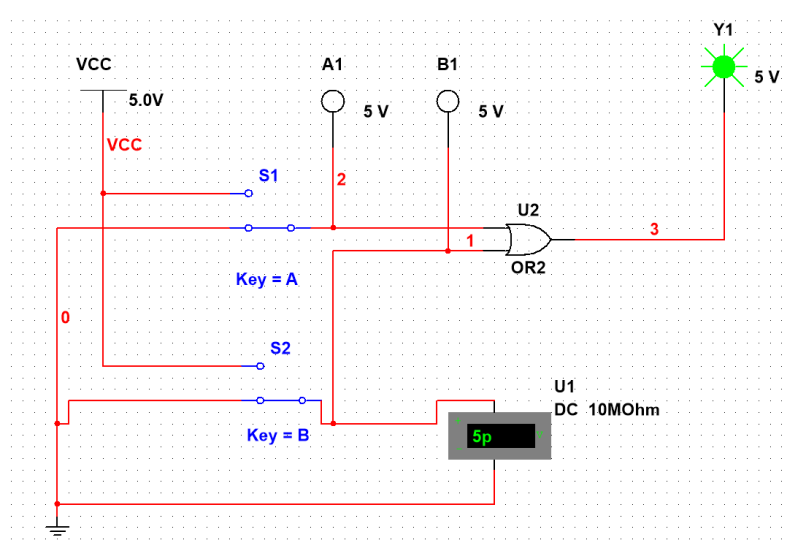 Y1
VCC
A1
B1
5 V
5.0V
5 V
5 V
VCC
S1
2
U2
3
1
OR2
Key = A
0
S2
U1
DC 10MOhm
5p
Key = B